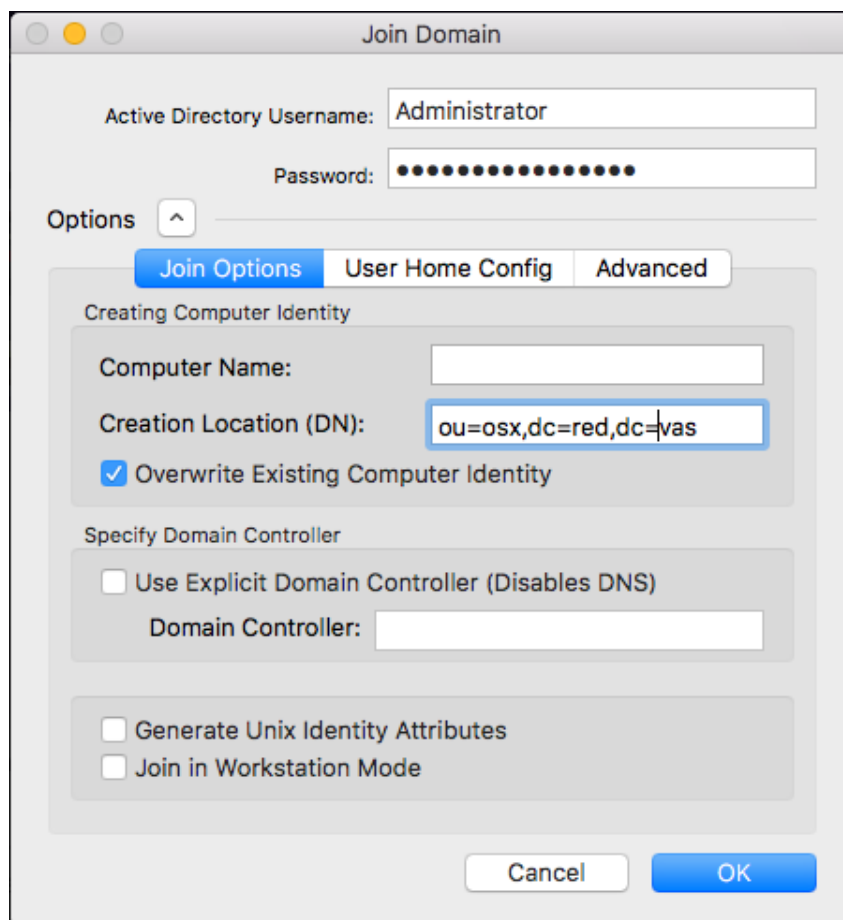 Join Domain
Active Directory Username: Administrator
Password: ●●●●●●●●●●●●●●●●
Options
Join Options User Home Config Advanced
Creating Computer Identity
Computer Name:
Creation Location (DN): ou=osx,dc=red,dc=vas
Overwrite Existing Computer Identity
Specify Domain Controller
Use Explicit Domain Controller (Disables DNS)
Domain Controller:
Generate Unix Identity Attributes
Join in Workstation Mode
Cancel OK